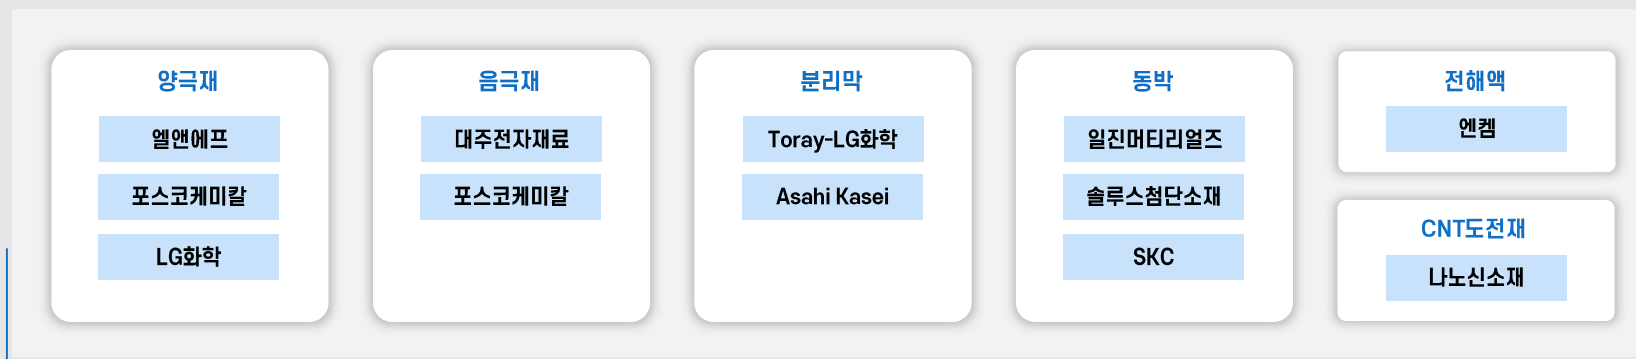 양극재
엘앤에프
포스코케미칼
LG화학
음극재
대주전자재료
포스코케미칼
분리막
Toray-LG화학
Asahi Kasei
동박
일진머티리얼즈
솔루스첨단소재
SKC
전해액
엔켐
CNT도전재
나노신소재